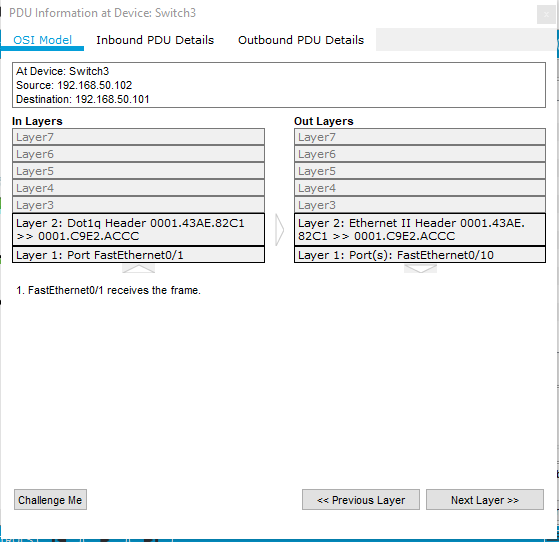 PDU Information at Device: Switch3
x
OSI Model Inbound PDU Details Outbound PDU Details
At Device: Switch3
Source: 192.168.50.102
Destination: 192.168.50.101
In Layers
Layer7
Layer6
Layer5
Layer4
Layer3
Layer 2: Dot1q Header 0001.43AE.82C1
>> 0001.C9E2.ACCC
Layer 1: Port FastEthernet0/1
Out Layers
Layer7
Layer6
Layer5
Layer4
Layer3
Layer 2: Ethernet II Header 0001.43AE.
82C1 >> 0001.C9E2.ACCC
Layer 1: Port(s): FastEthernet0/10
1. FastEthernet0/1 receives the frame.
Challenge Me
<< Previous Layer
Next Layer >>